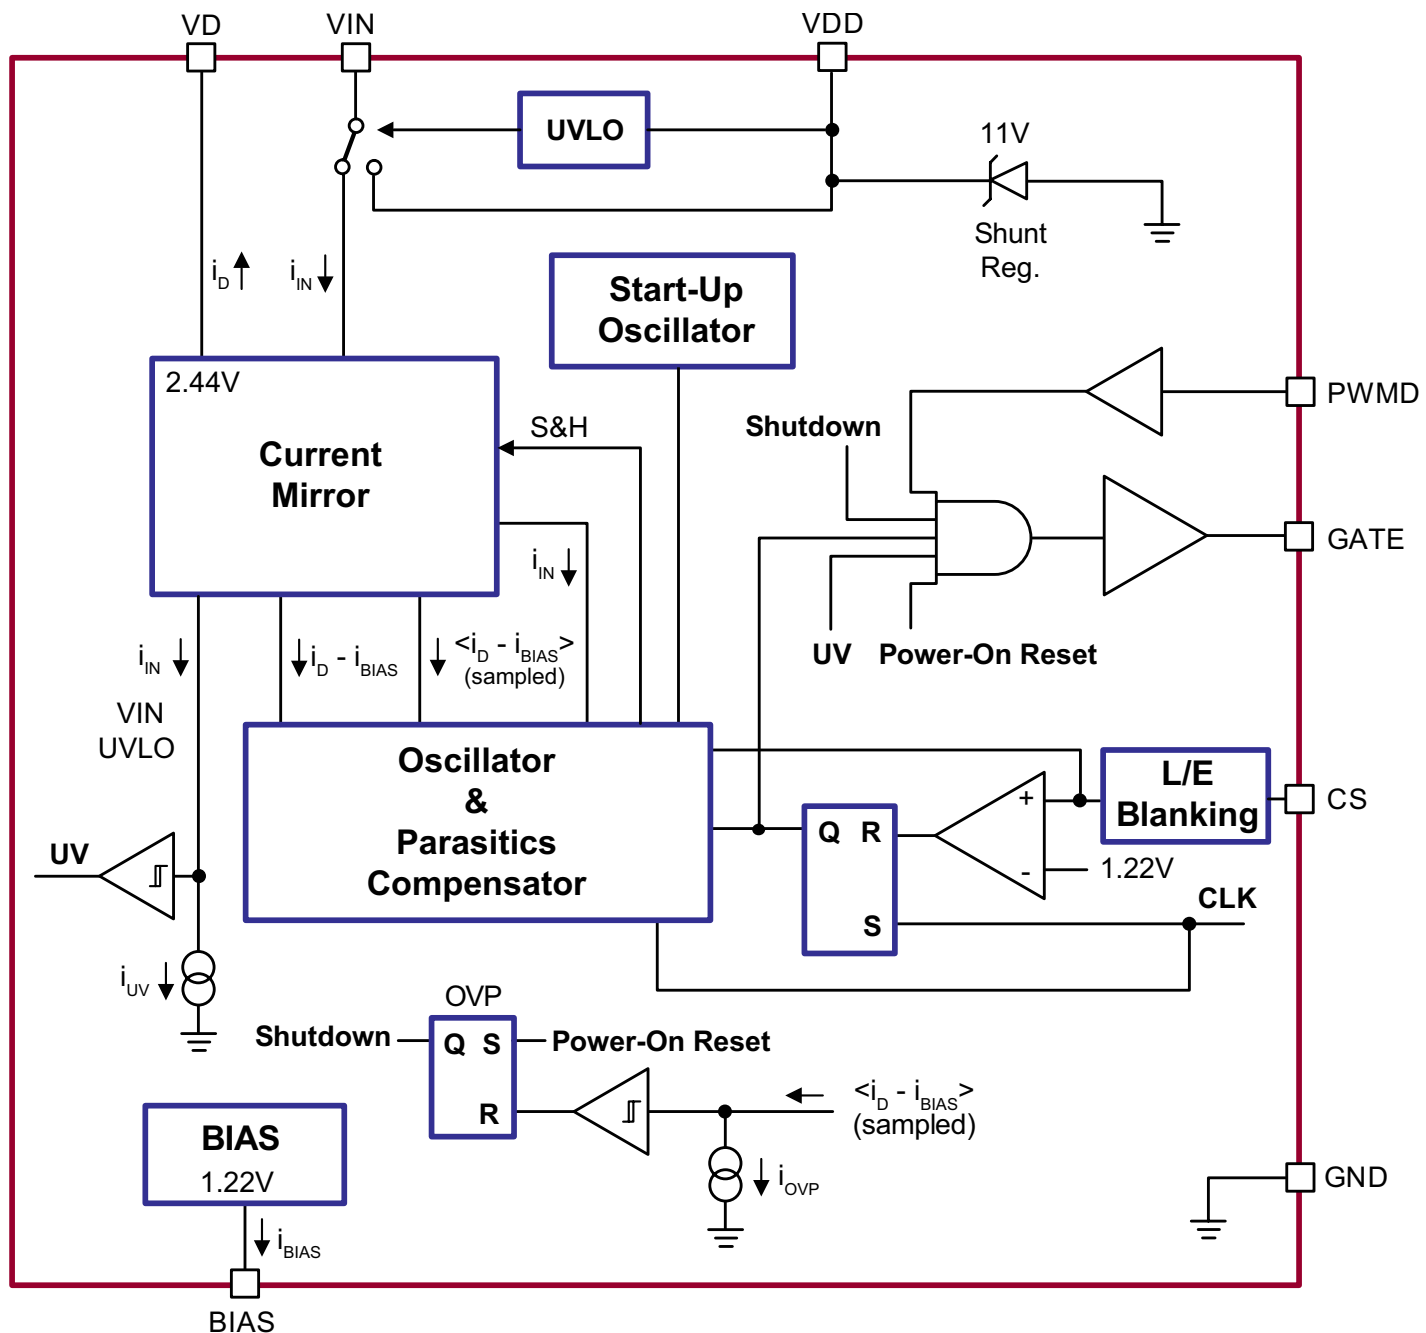 VD
VIN
VDD
UVLO
11V
Shunt
Reg.
iD
iIN
Start-Up
Oscillator
2.44V
Current
Mirror
S&H
PWMD
Shutdown
GATE
iIN
UV
Power-On Reset
iIN
iD - iBIAS
<iD - iBIAS>
(sampled)
VIN
UVLO
Oscillator
&
Parasitics
Compensator
L/E
Blanking
CS
+
-
1.22V
Q
R
S
CLK
UV
iUV
OVP
Shutdown
Q
S
R
Power-On Reset
<iD - iBIAS>
(sampled)
iOVP
BIAS
1.22V
iBIAS
GND
BIAS